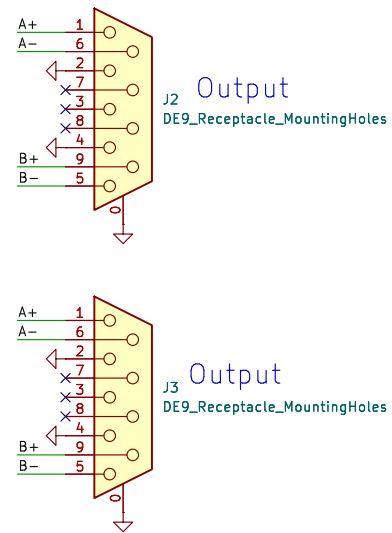 A+ 1
A- 6
2
7
3
8
4
B+ 9
B- 5
0
Output
J2
DE9_Receptacle_MountingHoles
A+ 1
A- 6
2
7
3
8
4
B+ 9
B- 5
0
Output
J3
DE9_Receptacle_MountingHoles